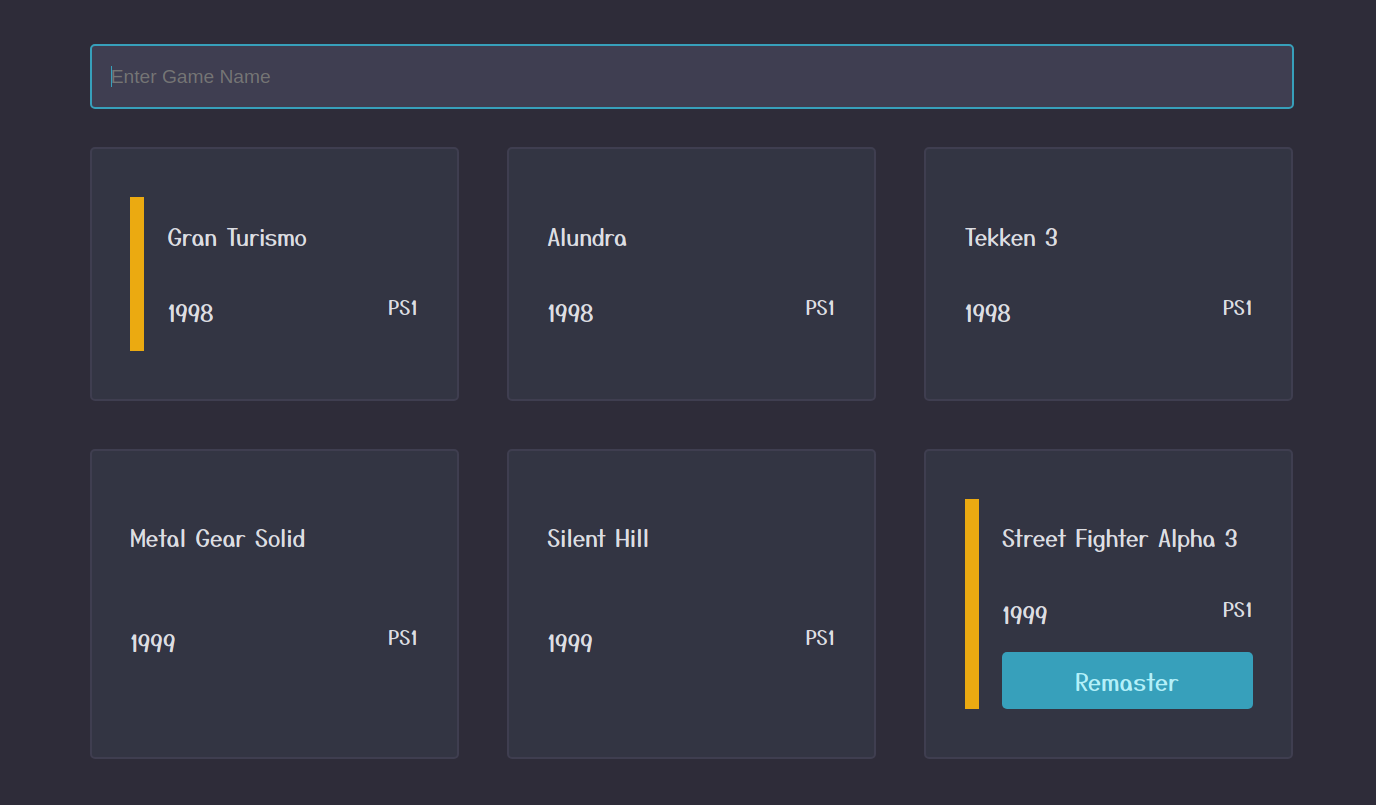 Enter Game Name
Gran Turismo
1998 PS1
Alundra
1998 PS1
Tekken 3
1998 PS1
Metal Gear Solid
1999 PS1
Silent Hill
1999 PS1
Street Fighter Alpha 3
1999 PS1
Remaster